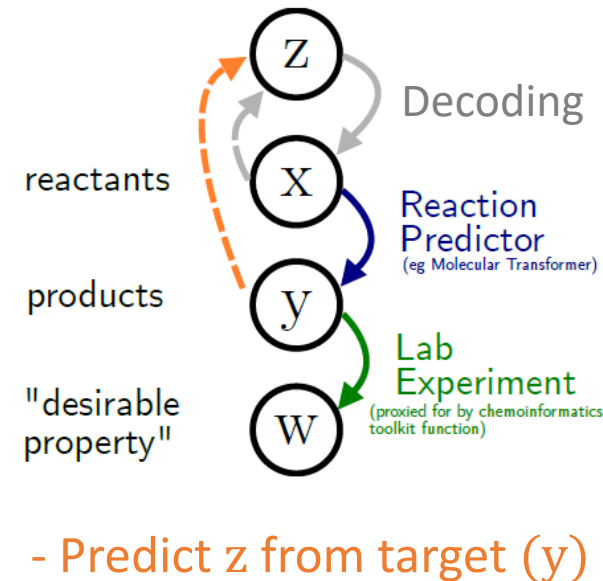 z
Decoding
reactants
x
Reaction
Predictor
(eg Molecular Transformer)
products
y
Lab
Experiment
(proxied for by chemoinformatics
toolkit function)
"desirable
property"
w
- Predict z from target (y)